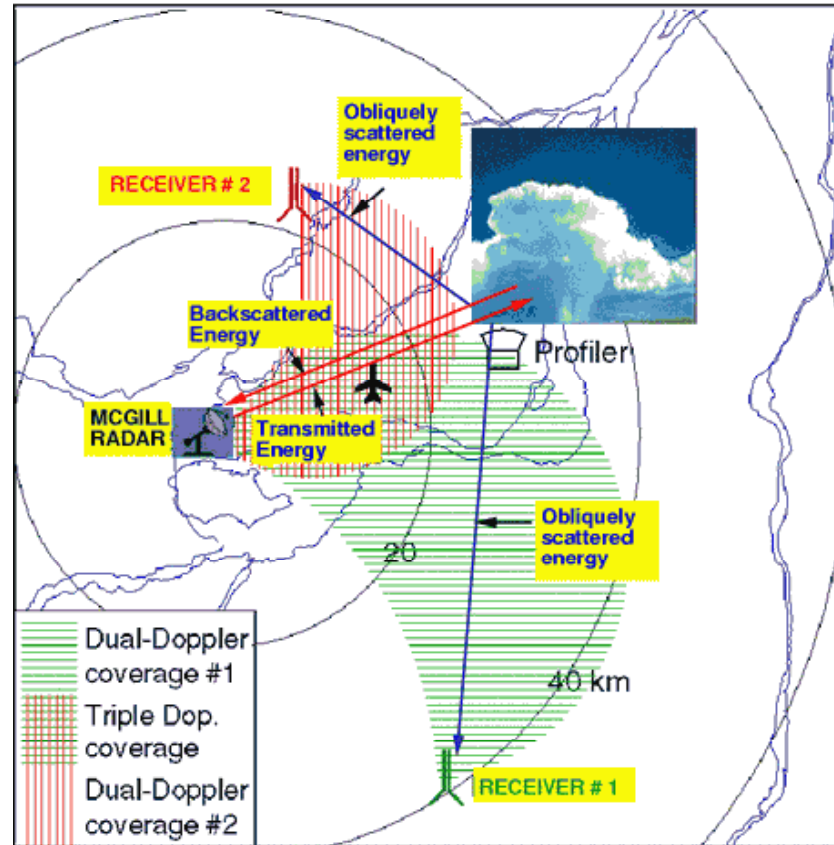 Obliquely
scattered
energy
RECEIVER # 2
Backscattered
Energy
Profiler
MCGILL
RADAR
Transmitted
Energy
Obliquely
scattered
energy
20
40 km
RECEIVER # 1
Dual-Doppler
coverage #1
Triple Dop.
coverage
Dual-Doppler
coverage #2